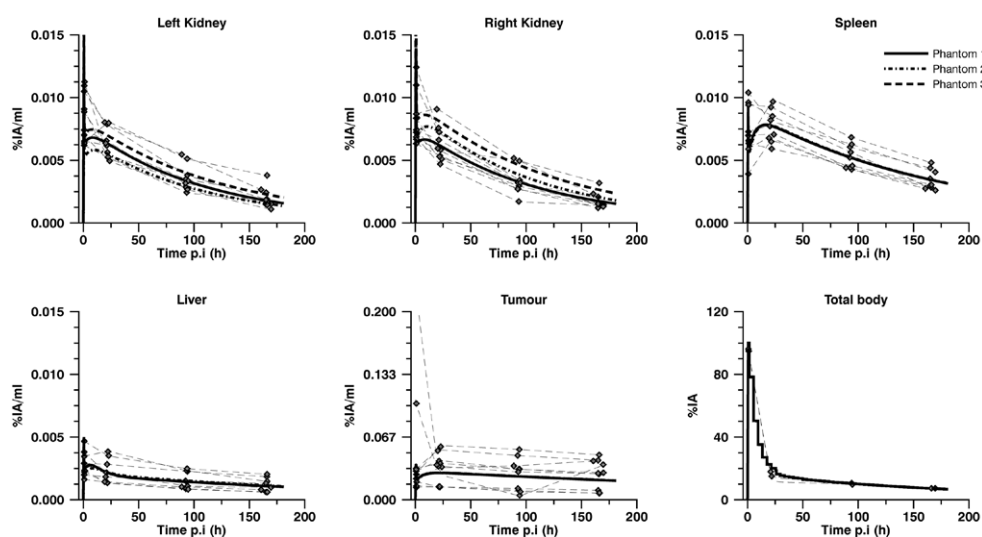 Left Kidney
0.015
0.010
0.005
0.000
%IA/ml
0 50 100 150 200
Time p.i (h)
Right Kidney
0.015
0.010
0.005
0.000
%IA/ml
0 50 100 150 200
Time p.i (h)
Spleen
0.015
0.010
0.005
0.000
%IA/ml
0 50 100 150 200
Time p.i (h)
Phantom 1
Phantom 2
Phantom 3
Liver
0.015
0.010
0.005
0.000
%IA/ml
0 50 100 150 200
Time p.i (h)
Tumour
0.200
0.133
0.067
0.000
%IA/ml
0 50 100 150 200
Time p.i (h)
Total body
120
80
40
0
%IA
0 50 100 150 200
Time p.i (h)